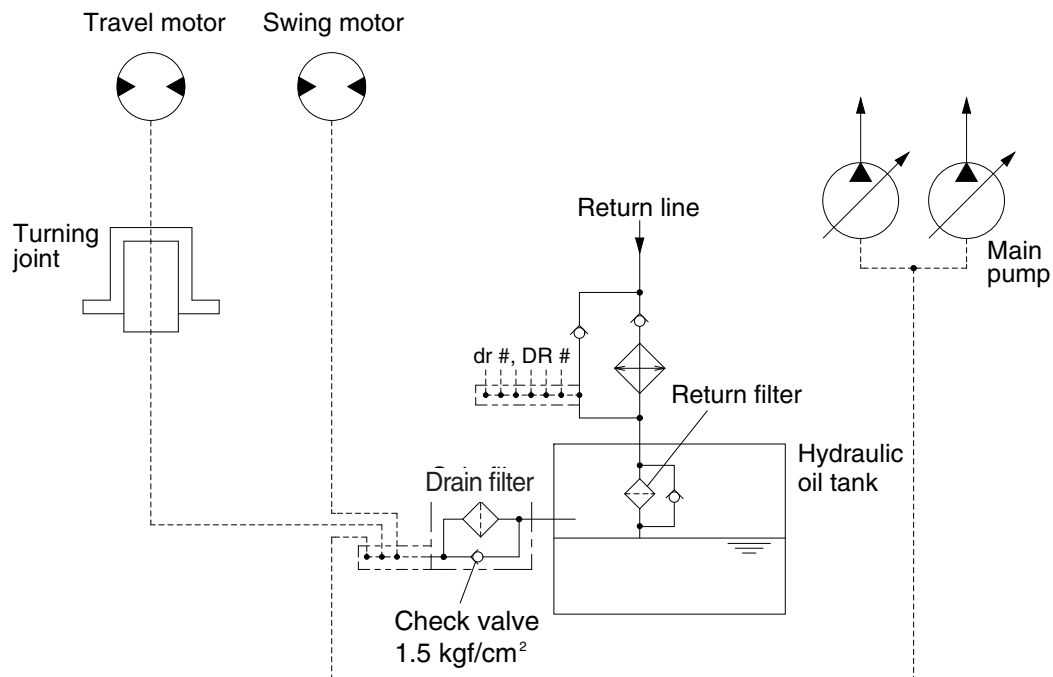 Travel motor
Swing motor
Return line
Turning
joint
Main
pump
dr #, DR #
Return filter
Hydraulic
oil tank
Drain filter
Check valve
1.5 kgf/cm²